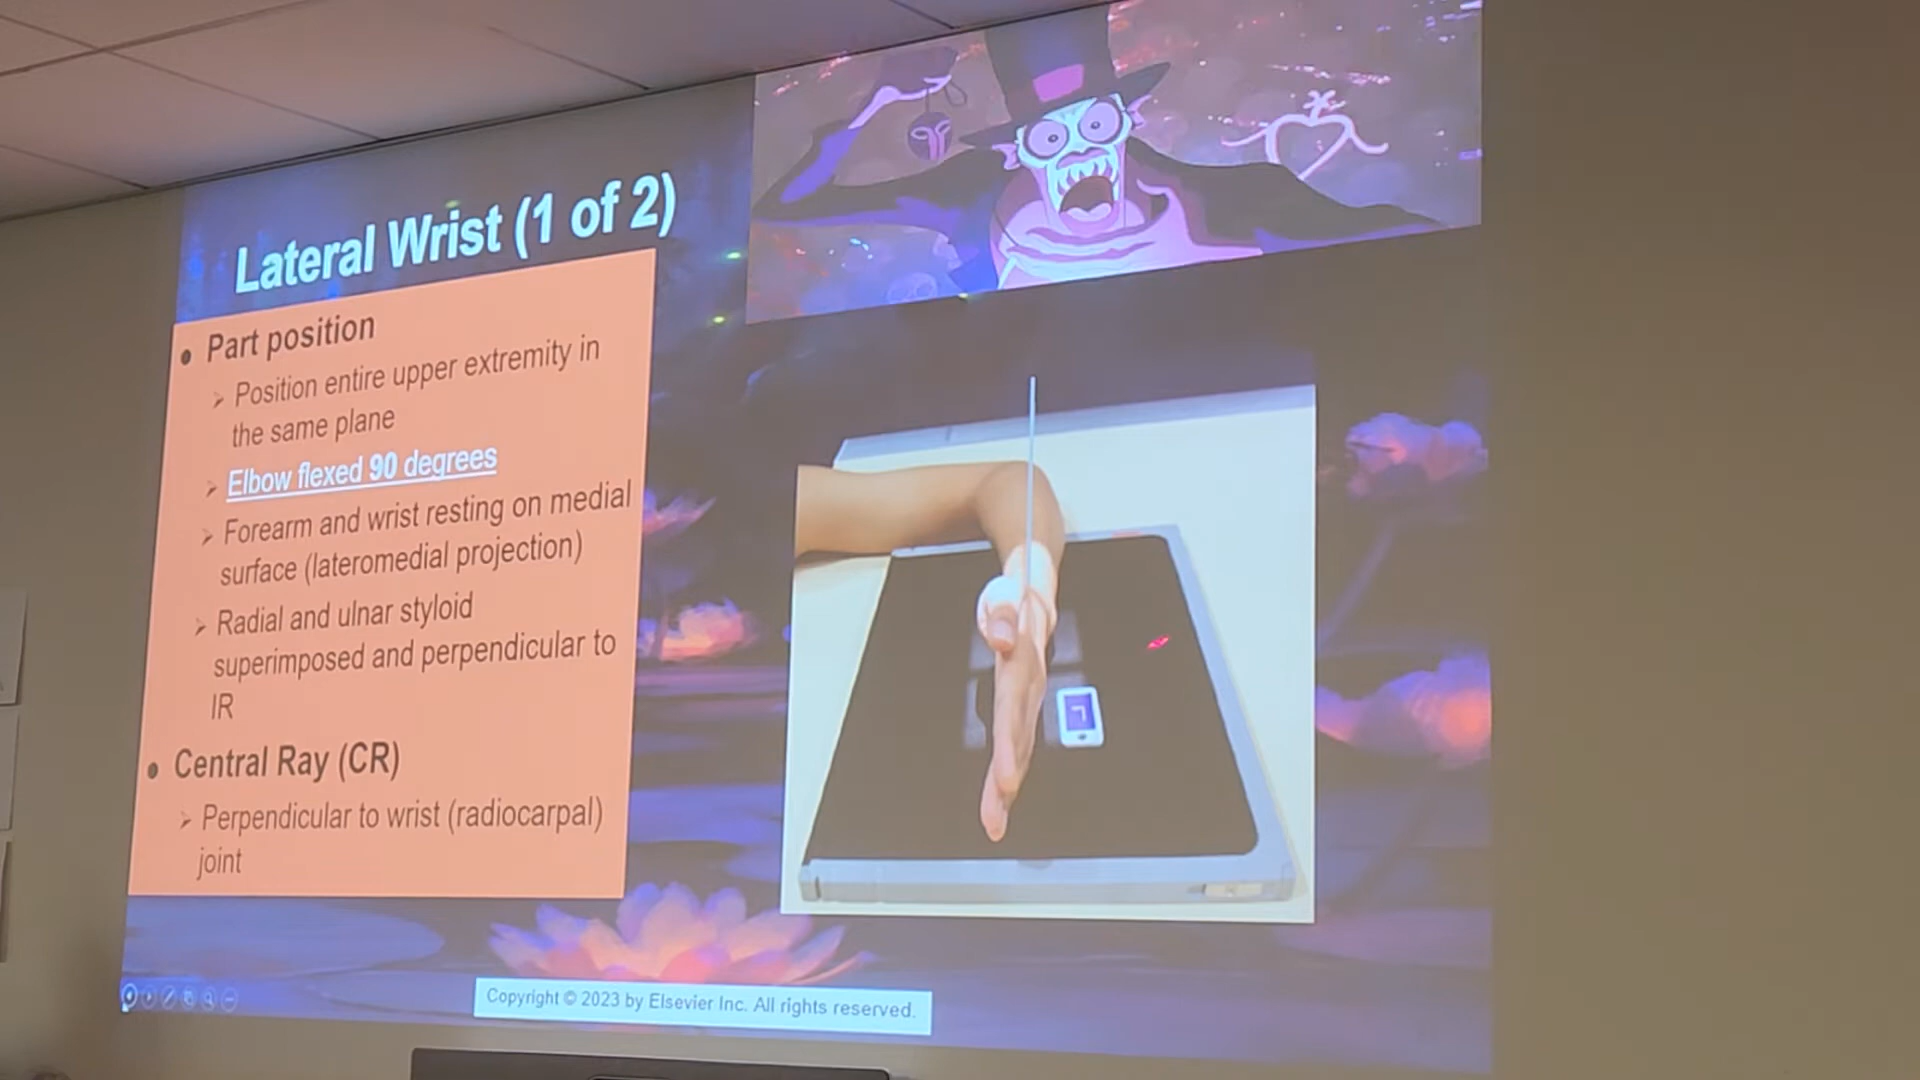 Lateral Wrist (1 of 2)
• Part position
➢ Position entire upper extremity in
the same plane
➢ Elbow flexed 90 degrees
➢ Forearm and wrist resting on medial
surface (lateromedial projection)
➢ Radial and ulnar styloid
superimposed and perpendicular to
IR
• Central Ray (CR)
➢ Perpendicular to wrist (radiocarpal)
joint
Copyright © 2023 by Elsevier Inc. All rights reserved.